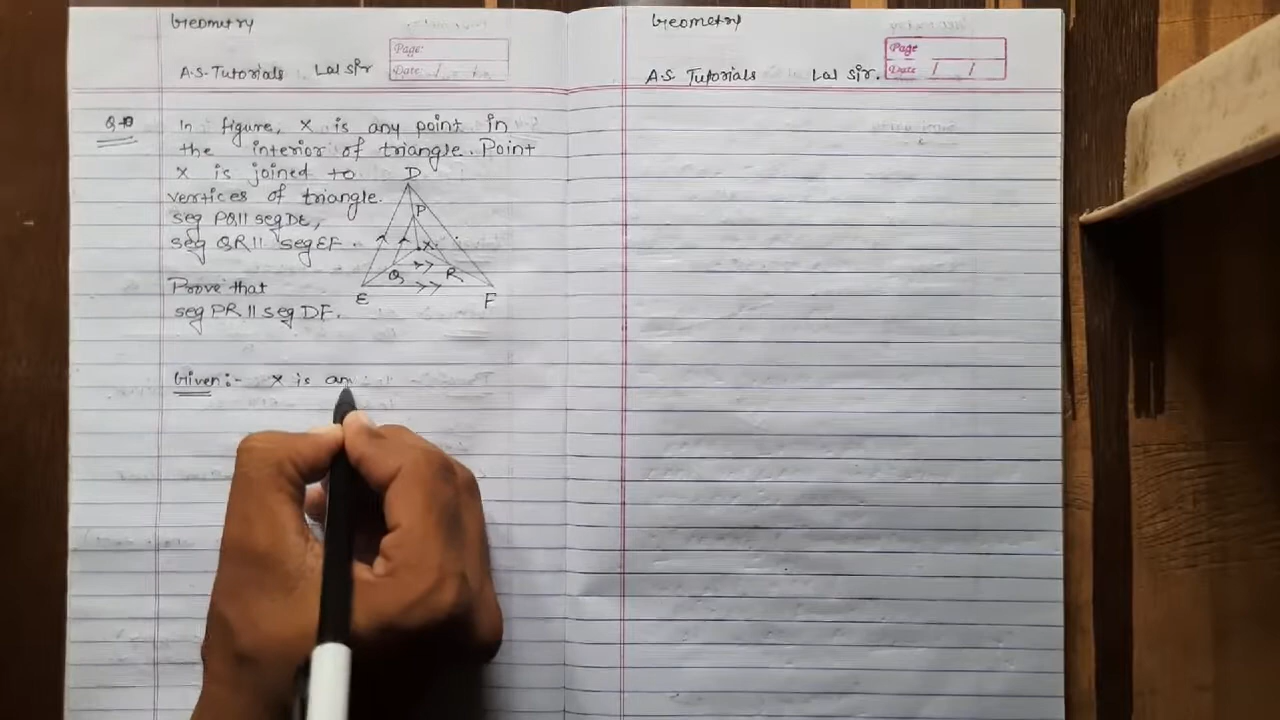 Geometry
A.S. Tutorials Lal Sir
Page:
Date: / /
In figure, X is any point in
the interior of triangle. Point
X is joined to
vertices of triangle.
seg PQ || seg DE,
seg QR || seg EF.
Prove that
seg PR || seg DF.
D
P
X
Q
R
E
F
Given:- X is an
Geometry
A.S Tutorials Lal Sir.
Page
Date / /